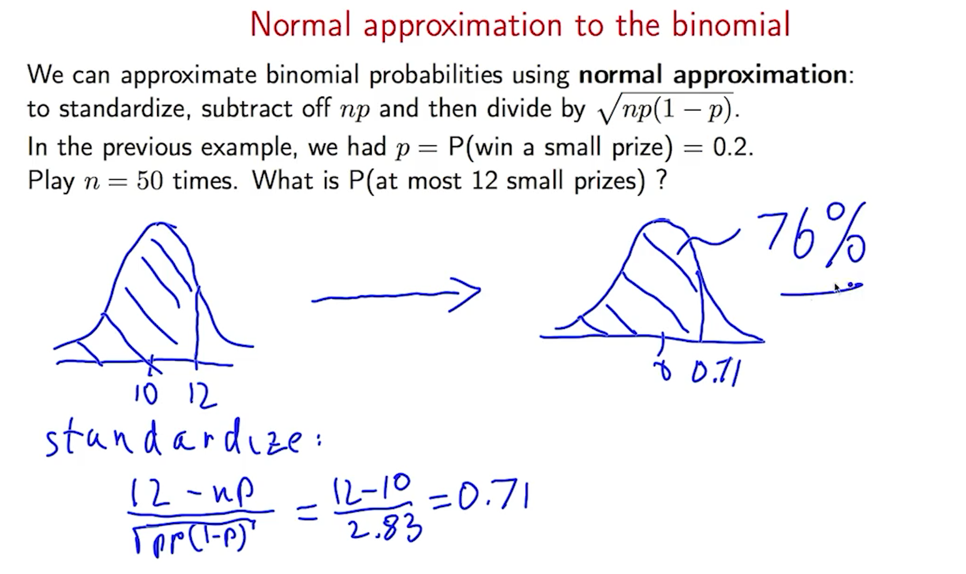 Normal approximation to the binomial
We can approximate binomial probabilities using normal approximation:
to standardize, subtract off np and then divide by √np(1 − p).
In the previous example, we had p = P(win a small prize) = 0.2.
Play n = 50 times. What is P(at most 12 small prizes) ?
76%
10 12
0.71
standardize:
12 - np / √np(1-p) = 12-10 / 2.83 = 0.71